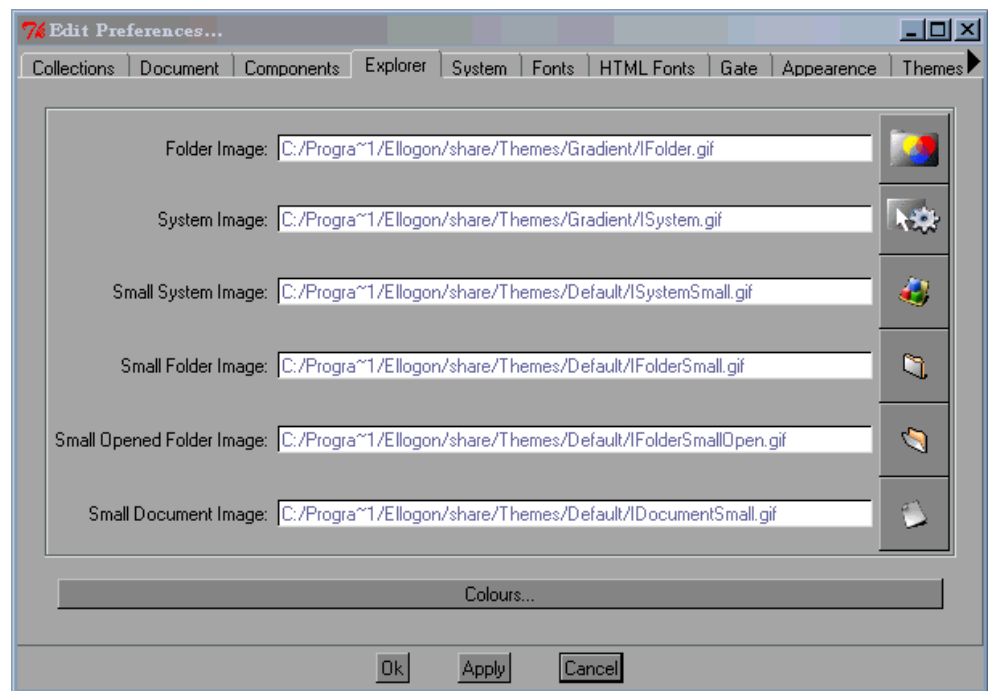 Edit Preferences...
Collections Document Components Explorer System Fonts HTML Fonts Gate Appearence Themes
Folder Image: C:/Progra~1/Ellogon/share/Themes/Gradient/IFolder.gif
System Image: C:/Progra~1/Ellogon/share/Themes/Gradient/ISystem.gif
Small System Image: C:/Progra~1/Ellogon/share/Themes/Default/ISystemSmall.gif
Small Folder Image: C:/Progra~1/Ellogon/share/Themes/Default/IFolderSmall.gif
Small Opened Folder Image: C:/Progra~1/Ellogon/share/Themes/Default/IFolderSmallOpen.gif
Small Document Image: C:/Progra~1/Ellogon/share/Themes/Default/IDocumentSmall.gif
Colours...
Ok Apply Cancel